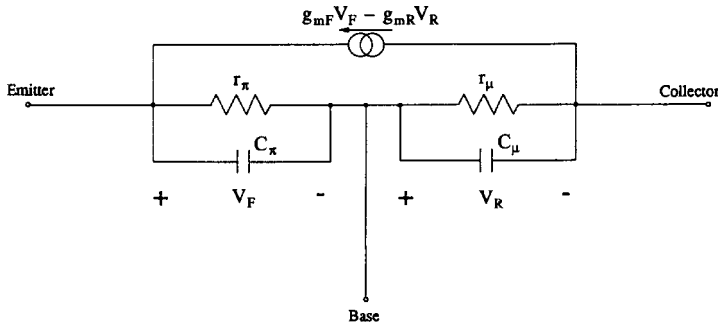 g_mF V_F − g_mR V_R
r_π
r_μ
Emitter
Collector
C_π
C_μ
+ V_F - + V_R -
Base